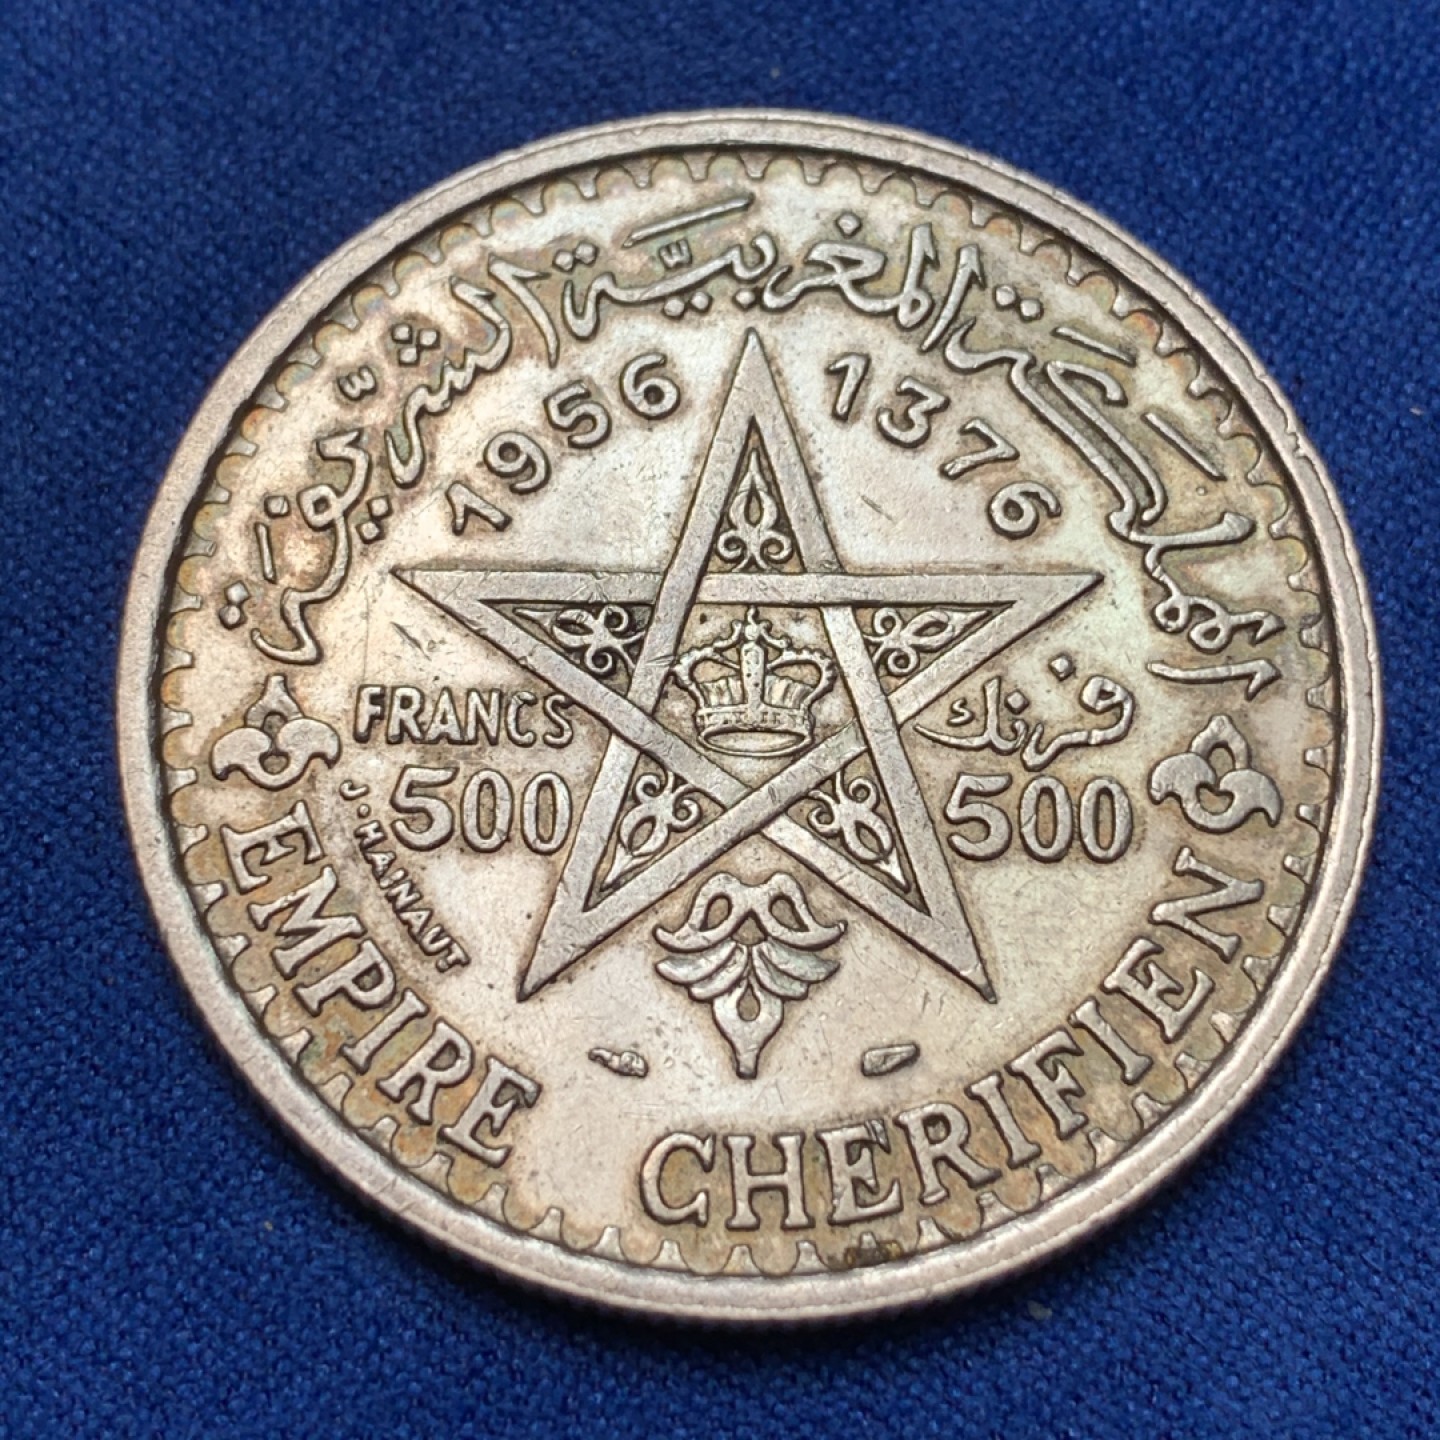 المملكة المغربية الشريفة
1956 1376
FRANCS فرنك
500 500
J. HAINAUT
EMPIRE CHERIFIEN